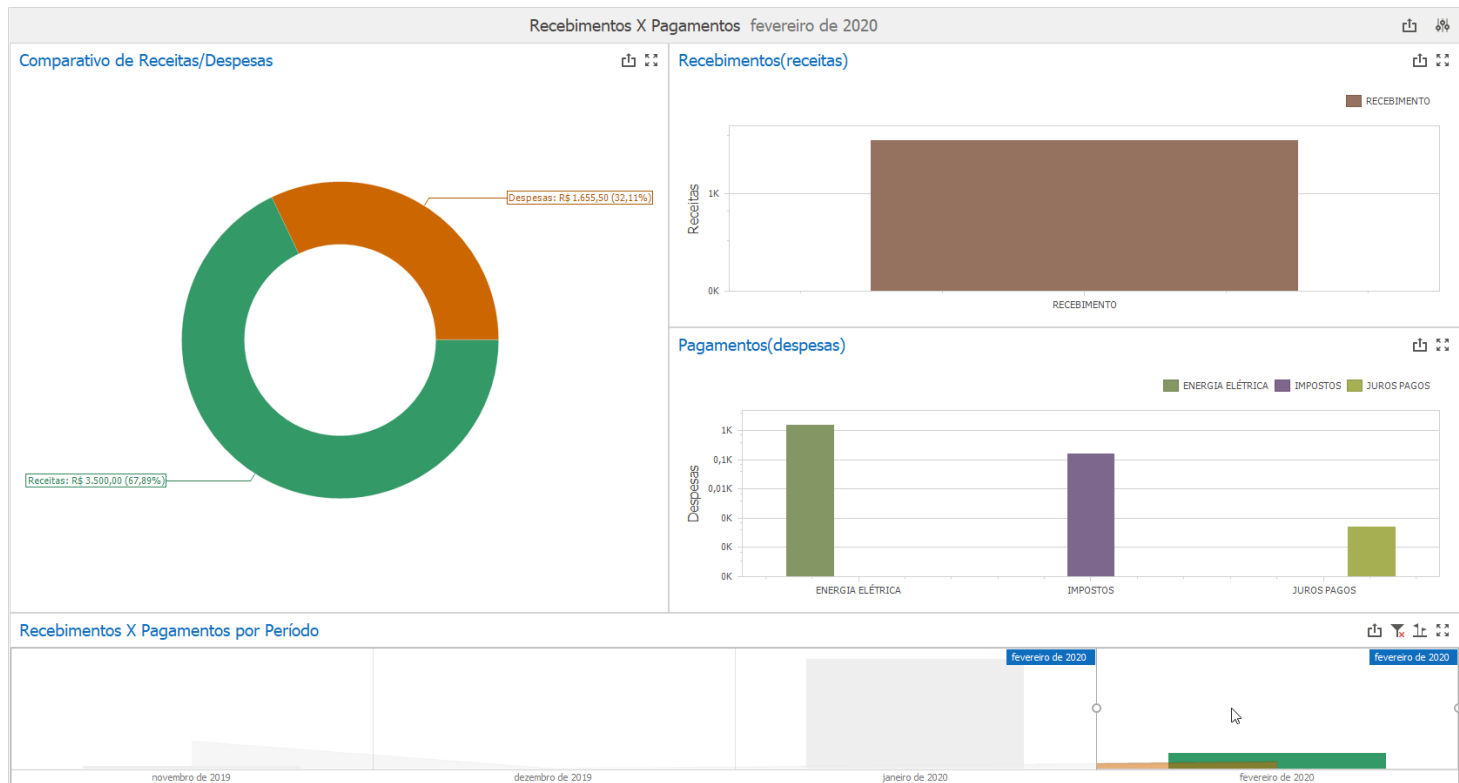 Recebimentos X Pagamentos fevereiro de 2020
Comparativo de Receitas/Despesas
Despesas: R$ 1.655,50 (32,11%)
Receitas: R$ 3.500,00 (67,89%)
Recebimentos(receitas)
RECEBIMENTO
Receitas
1K
0K
RECEBIMENTO
Pagamentos(despesas)
ENERGIA ELÉTRICA IMPOSTOS JUROS PAGOS
Despesas
1K
0,1K
0,01K
0K
0K
0K
ENERGIA ELÉTRICA IMPOSTOS JUROS PAGOS
Recebimentos X Pagamentos por Período
fevereiro de 2020 fevereiro de 2020
novembro de 2019 dezembro de 2019 janeiro de 2020 fevereiro de 2020